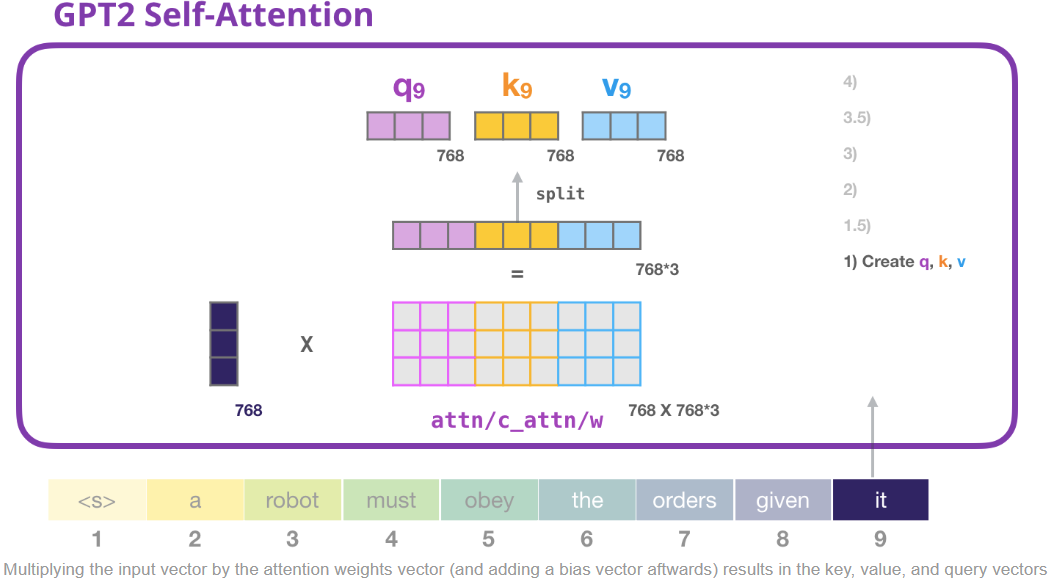 GPT2 Self-Attention
q9 k9 v9
768 768 768
split
768*3
=
X
768
attn/c_attn/w
768 X 768*3
4)
3.5)
3)
2)
1.5)
1) Create q, k, v
<s> a robot must obey the orders given it
1 2 3 4 5 6 7 8 9
Multiplying the input vector by the attention weights vector (and adding a bias vector aftwards) results in the key, value, and query vectors